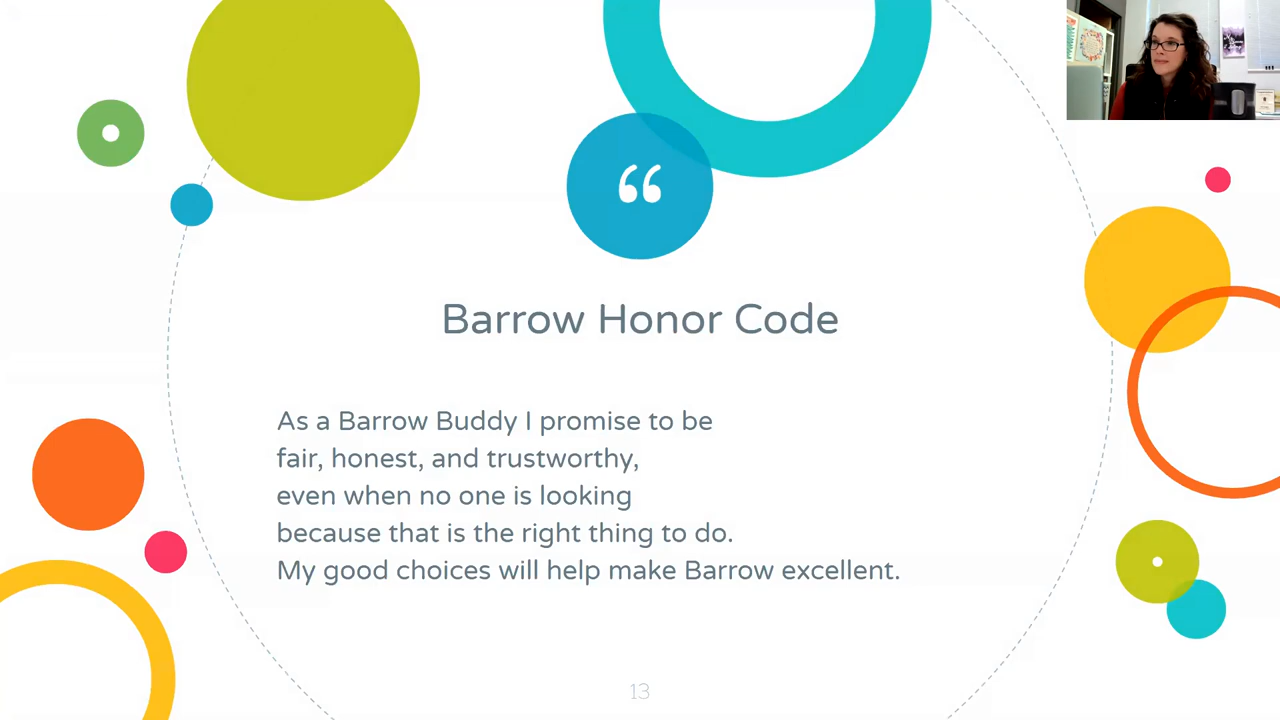 “
Barrow Honor Code
As a Barrow Buddy I promise to be
fair, honest, and trustworthy,
even when no one is looking
because that is the right thing to do.
My good choices will help make Barrow excellent.
13